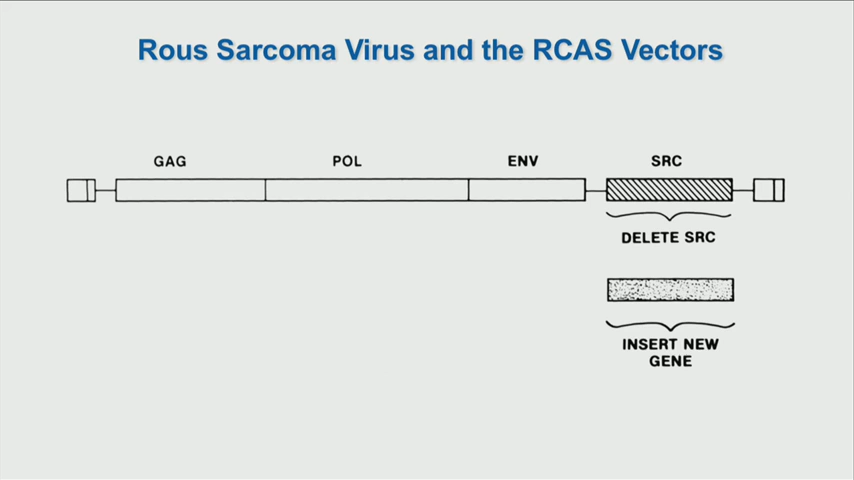 Rous Sarcoma Virus and the RCAS Vectors
GAG POL ENV SRC
DELETE SRC
INSERT NEW
GENE